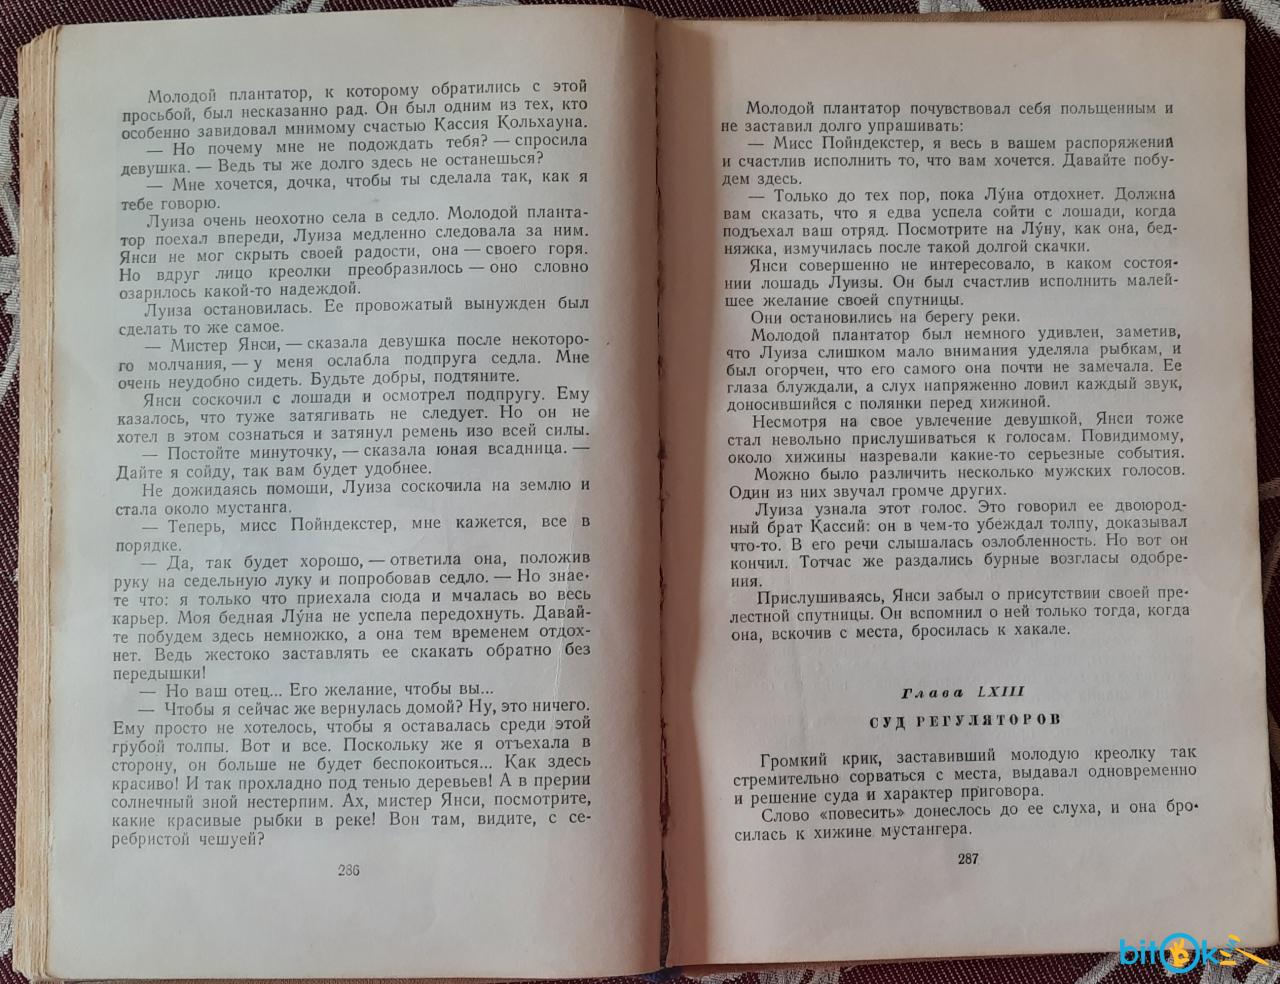 Молодой плантатор, к которому обратились с этой
просьбой, был несказанно рад. Он был одним из тех, кто
особенно завидовал мнимому счастью Кассия Кольхауна.
— Но почему мне не подождать тебя? — спросила
девушка. — Ведь ты же долго здесь не останешься?
— Мне хочется, дочка, чтобы ты сделала так, как я
тебе говорю.
Луиза очень неохотно села в седло. Молодой планта-
тор поехал впереди, Луиза медленно следовала за ним.
Янси не мог скрыть своей радости, она — своего горя.
Но вдруг лицо креолки преобразилось — оно словно
озарилось какой-то надеждой.
Луиза остановилась. Ее провожатый вынужден был
сделать то же самое.
— Мистер Янси, — сказала девушка после некоторо-
го молчания, — у меня ослабла подпруга седла. Мне
очень неудобно сидеть. Будьте добры, подтяните.
Янси соскочил с лошади и осмотрел подпругу. Ему
казалось, что туже затягивать не следует. Но он не
хотел в этом сознаться и затянул ремень изо всей силы.
— Постойте минуточку, — сказала юная всадница. —
Дайте я сойду, так вам будет удобнее.
Не дожидаясь помощи, Луиза соскочила на землю и
стала около мустанга.
— Теперь, мисс Пойндекстер, мне кажется, все в
порядке.
— Да, так будет хорошо, — ответила она, положив
руку на седельную луку и попробовав седло. — Но знае-
те что: я только что приехала сюда и мчалась во весь
карьер. Моя бедная Лу́на не успела передохнуть. Давай-
те побудем здесь немножко, а она тем временем отдох-
нет. Ведь жестоко заставлять ее скакать обратно без
передышки!
— Но ваш отец... Его желание, чтобы вы...
— Чтобы я сейчас же вернулась домой? Ну, это ничего.
Ему просто не хотелось, чтобы я оставалась среди этой
грубой толпы. Вот и все. Поскольку же я отъехала в
сторону, он больше не будет беспокоиться... Как здесь
красиво! И так прохладно под тенью деревьев! А в прерии
солнечный зной нестерпим. Ах, мистер Янси, посмотрите,
какие красивые рыбки в реке! Вон там, видите, с се-
ребристой чешуей?
286
Молодой плантатор почувствовал себя польщенным и
не заставил долго упрашивать:
— Мисс Пойндекстер, я весь в вашем распоряжении
и счастлив исполнить то, что вам хочется. Давайте побу-
дем здесь.
— Только до тех пор, пока Лу́на отдохнет. Должна
вам сказать, что я едва успела сойти с лошади, когда
подъехал ваш отряд. Посмотрите на Лу́ну, как она, бед-
няжка, измучилась после такой долгой скачки.
Янси совершенно не интересовало, в каком состоя-
нии лошадь Луизы. Он был счастлив исполнить малей-
шее желание своей спутницы.
Они остановились на берегу реки.
Молодой плантатор был немного удивлен, заметив,
что Луиза слишком мало внимания уделяла рыбкам, и
был огорчен, что его самого она почти не замечала. Ее
глаза блуждали, а слух напряженно ловил каждый звук,
доносившийся с полянки перед хижиной.
Несмотря на свое увлечение девушкой, Янси тоже
стал невольно прислушиваться к голосам. Повидимому,
около хижины назревали какие-то серьезные события.
Можно было различить несколько мужских голосов.
Один из них звучал громче других.
Луиза узнала этот голос. Это говорил ее двоюрод-
ный брат Кассий: он в чем-то убеждал толпу, доказывал
что-то. В его речи слышалась озлобленность. Но вот он
кончил. Тотчас же раздались бурные возгласы одобре-
ния.
Прислушиваясь, Янси забыл о присутствии своей пре-
лестной спутницы. Он вспомнил о ней только тогда, когда
она, вскочив с места, бросилась к хакале.
Глава LXIII
СУД РЕГУЛЯТОРОВ
Громкий крик, заставивший молодую креолку так
стремительно сорваться с места, выдавал одновременно
и решение суда и характер приговора.
Слово «повесить» донеслось до ее слуха, и она бро-
силась к хижине мустангера.
287
bitOk